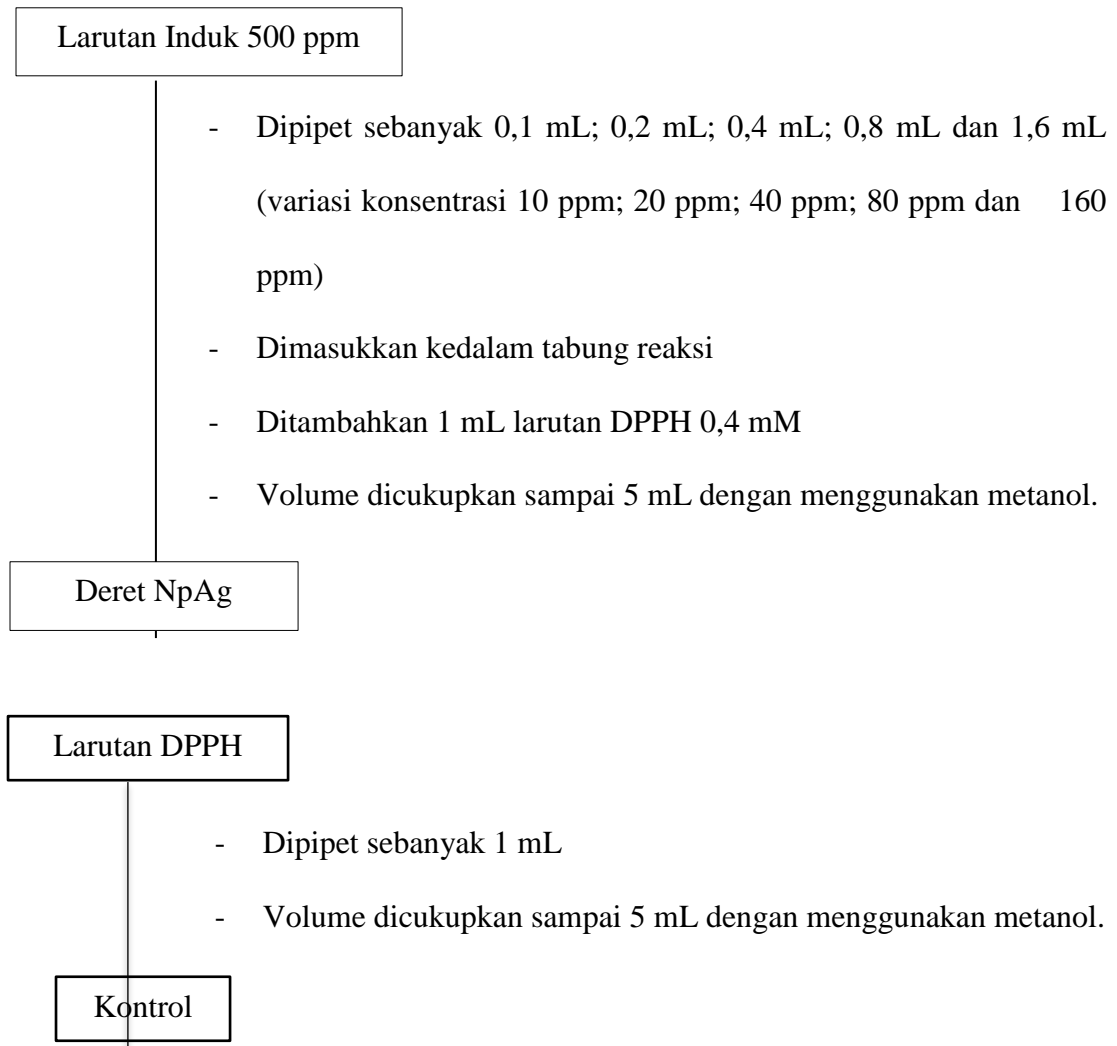 Larutan Induk 500 ppm
- Dipipet sebanyak 0,1 mL; 0,2 mL; 0,4 mL; 0,8 mL dan 1,6 mL
(variasi konsentrasi 10 ppm; 20 ppm; 40 ppm; 80 ppm dan 160
ppm)
- Dimasukkan kedalam tabung reaksi
- Ditambahkan 1 mL larutan DPPH 0,4 mM
- Volume dicukupkan sampai 5 mL dengan menggunakan metanol.
Deret NpAg
Larutan DPPH
- Dipipet sebanyak 1 mL
- Volume dicukupkan sampai 5 mL dengan menggunakan metanol.
Kontrol